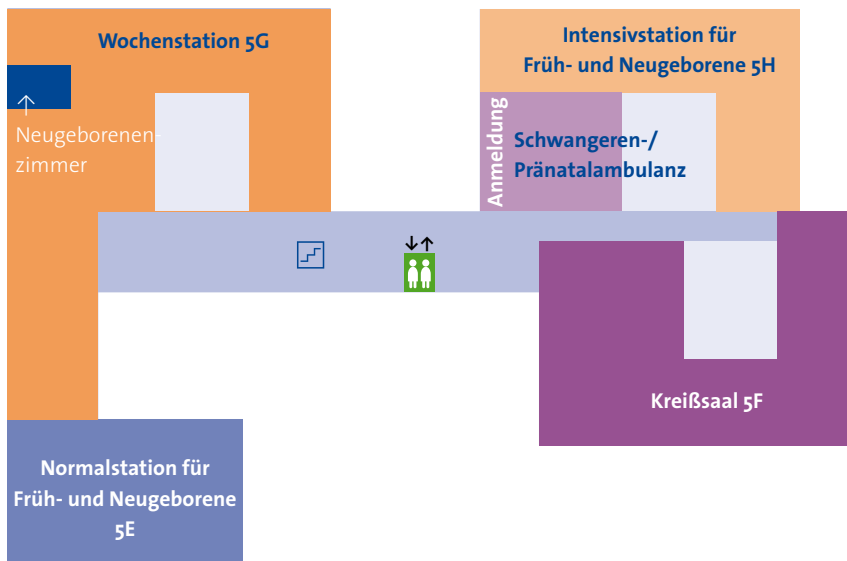 Wochenstation 5G
Neugeborenen-
zimmer
Intensivstation für
Früh- und Neugeborene 5H
Anmeldung
Schwangeren-/
Pränatalambulanz
Kreißsaal 5F
Normalstation für
Früh- und Neugeborene
5E